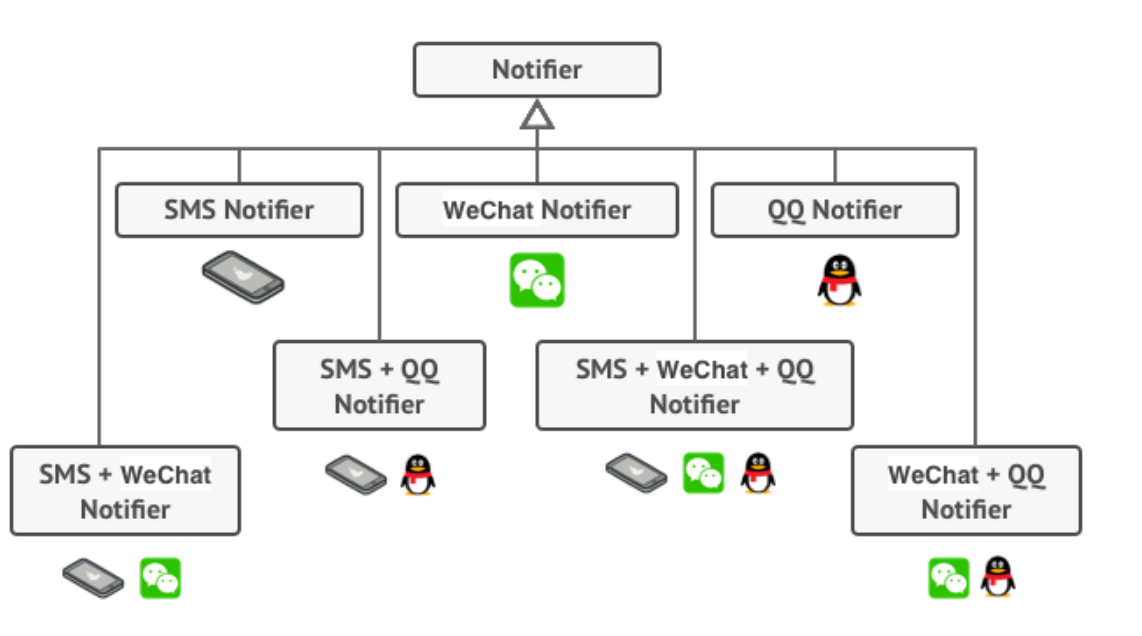 Notifier
SMS Notifier
WeChat Notifier
QQ Notifier
SMS + QQ
Notifier
SMS + WeChat + QQ
Notifier
SMS + WeChat
Notifier
WeChat + QQ
Notifier